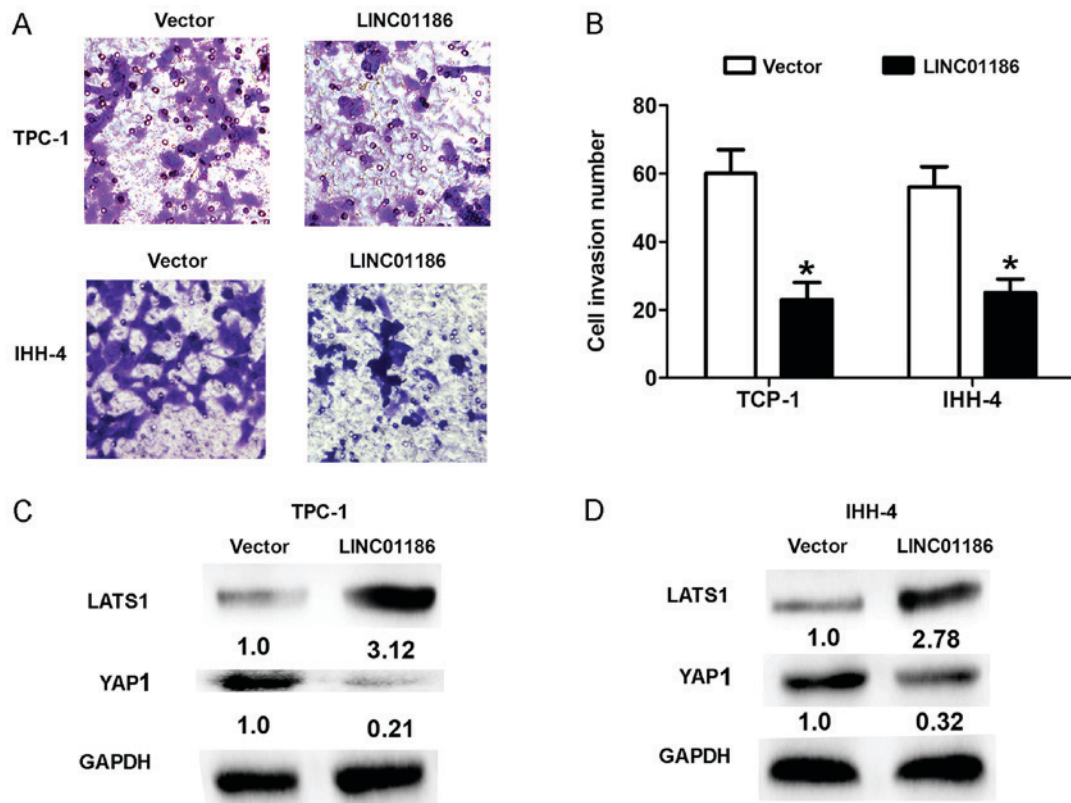 A
Vector LINC01186
TPC-1
Vector LINC01186
IHH-4
B
Vector LINC01186
Cell invasion number
80
60
40
20
0
* *
TCP-1 IHH-4
C
TPC-1
Vector LINC01186
LATS1
1.0 3.12
YAP1
1.0 0.21
GAPDH
D
IHH-4
Vector LINC01186
LATS1
1.0 2.78
YAP1
1.0 0.32
GAPDH